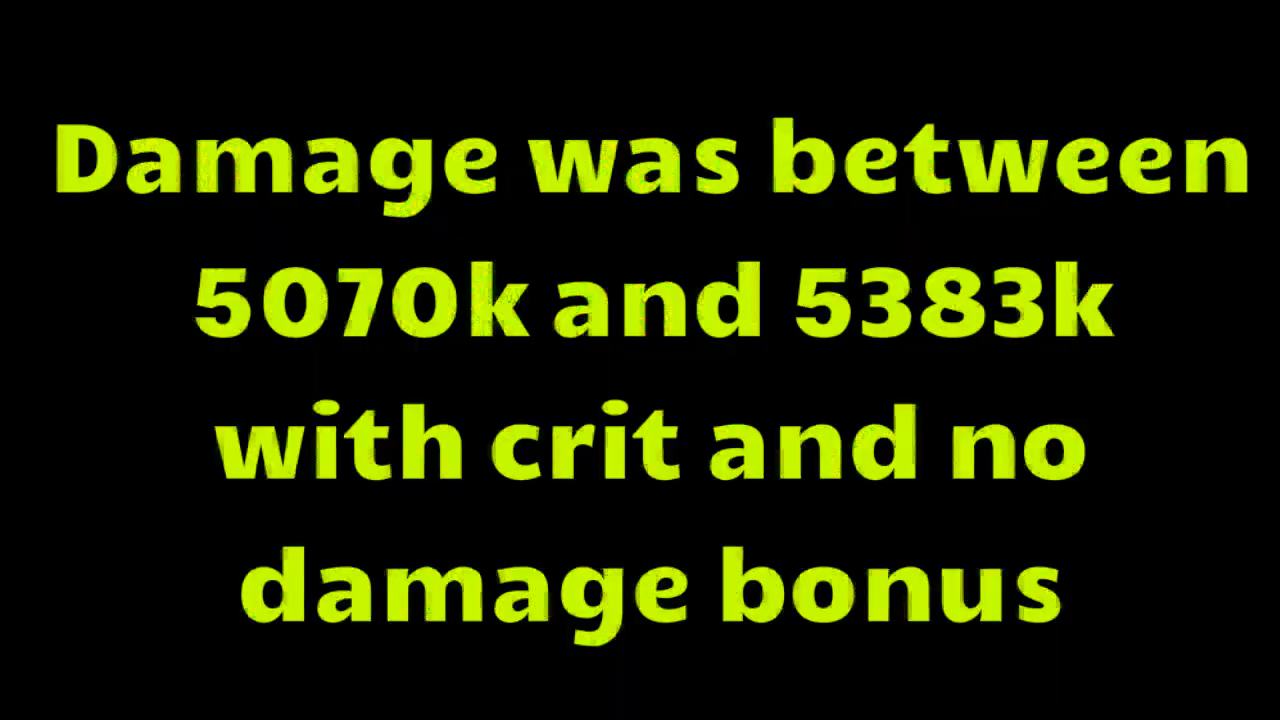 Damage was between
5070k and 5383k
with crit and no
damage bonus